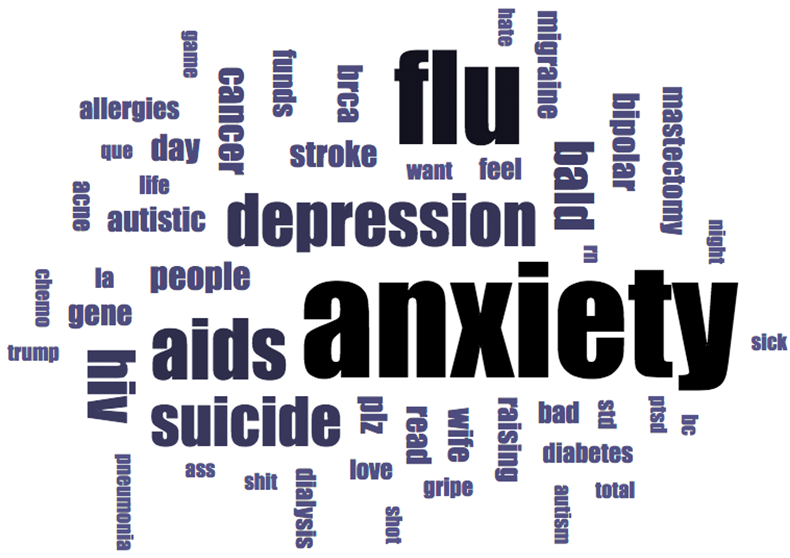 hate
migraine
game
flu
funds
brca
cancer
allergies
bipolar
mastectomy
que
day
stroke
want
feel
bald
life
acne
autistic
depression
night
rn
people
la
chemo
gene
anxiety
aids
trump
sick
hiv
suicide
plz
read
wife
raising
bad
std
ptsd
bc
diabetes
pneumonia
ass
shit
dialysis
love
gripe
autism
total
shot